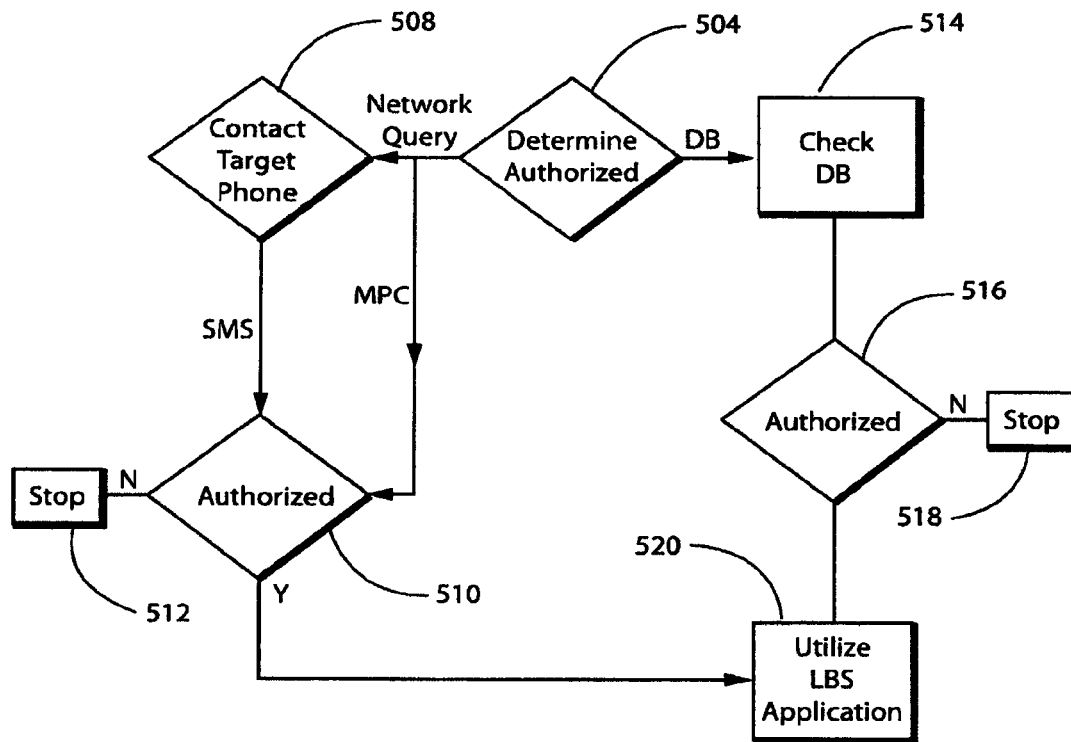 508
504
514
Contact
Target
Phone
Network
Query
Determine
Authorized
DB
Check
DB
SMS
MPC
516
Authorized
N
Stop
518
Stop
N
Authorized
Y
510
512
520
Utilize
LBS
Application